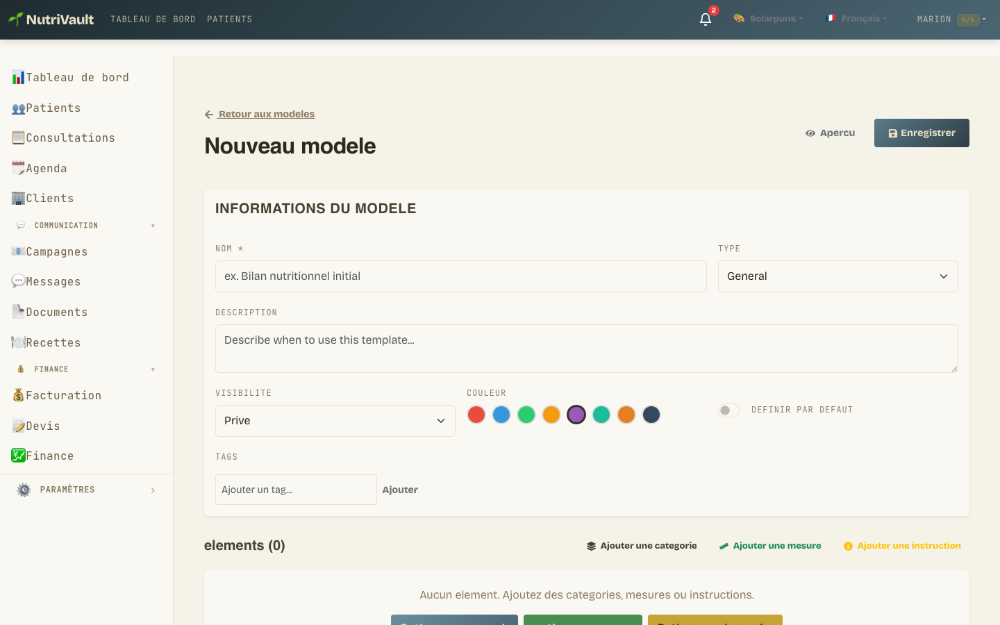 NutriVault
TABLEAU DE BORD
PATIENTS
2
Solarpunk
Français
MARION
N/A
Tableau de bord
Patients
Consultations
Agenda
Clients
COMMUNICATION
Campagnes
Messages
Documents
Recettes
FINANCE
Facturation
Devis
Finance
PARAMÈTRES
Retour aux modeles
Nouveau modele
Apercu
Enregistrer
INFORMATIONS DU MODELE
NOM *
ex. Bilan nutritionnel initial
TYPE
General
DESCRIPTION
Describe when to use this template...
VISIBILITE
Prive
COULEUR
DEFINIR PAR DEFAUT
TAGS
Ajouter un tag...
Ajouter
elements (0)
Ajouter une categorie
Ajouter une mesure
Ajouter une instruction
Aucun element. Ajoutez des categories, mesures ou instructions.